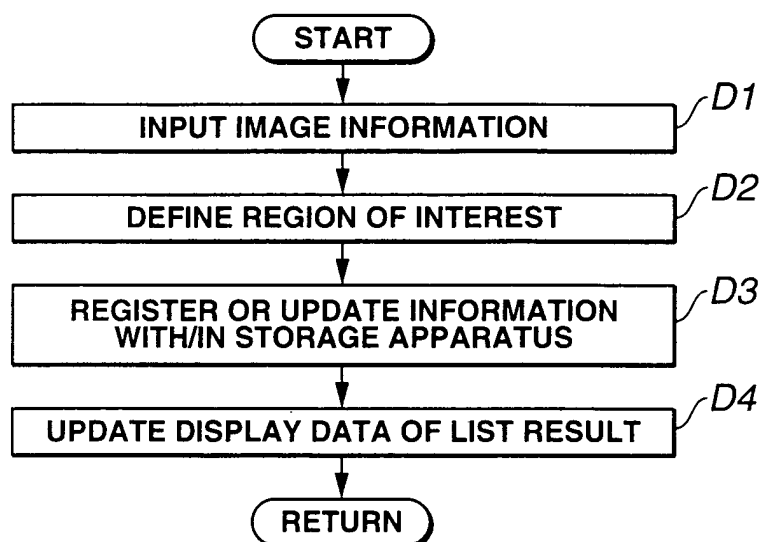 START
D1
INPUT IMAGE INFORMATION
D2
DEFINE REGION OF INTEREST
D3
REGISTER OR UPDATE INFORMATION
WITH/IN STORAGE APPARATUS
D4
UPDATE DISPLAY DATA OF LIST RESULT
RETURN